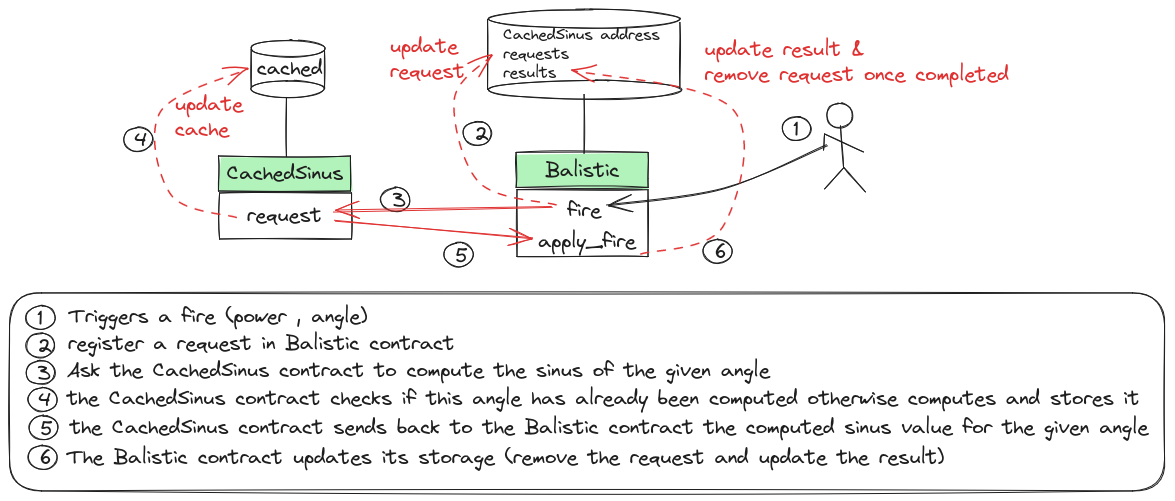 CachedSinus address
requests
results
update
request
update result &
remove request once completed
cached
update
cache
4
2
1
CachedSinus
request
Balistic
fire
apply_fire
3
5
6
1 Triggers a fire (power , angle)
2 register a request in Balistic contract
3 Ask the CachedSinus contract to compute the sinus of the given angle
4 the CachedSinus contract checks if this angle has already been computed otherwise computes and stores it
5 the CachedSinus contract sends back to the Balistic contract the computed sinus value for the given angle
6 The Balistic contract updates its storage (remove the request and update the result)